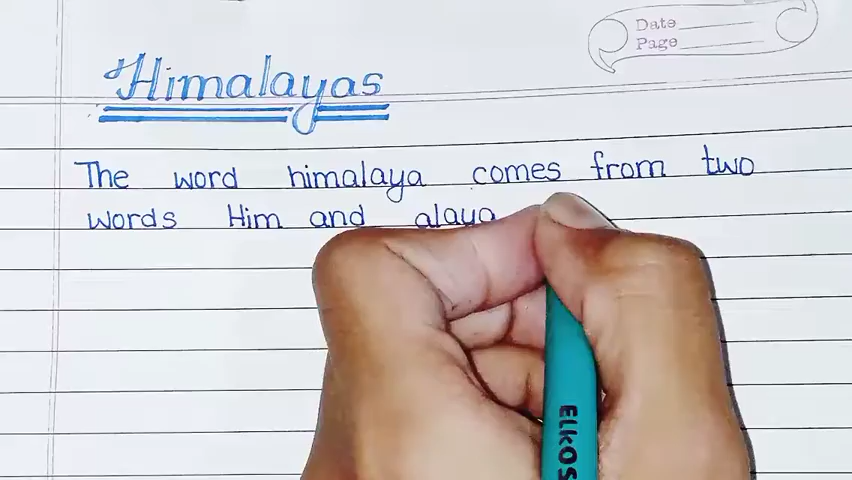 Date
Page
Himalayas
The word himalaya comes from two
words Him and alaya
ELKOS